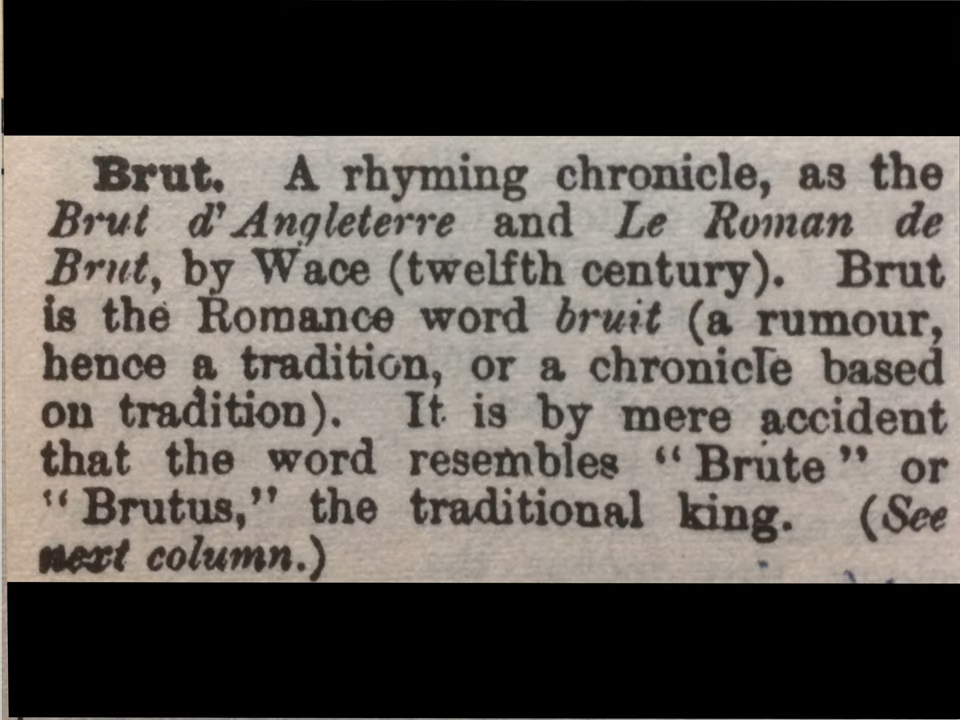 Brut. A rhyming chronicle, as the
Brut d'Angleterre and Le Roman de
Brut, by Wace (twelfth century). Brut
is the Romance word bruit (a rumour,
hence a tradition, or a chronicle based
on tradition). It is by mere accident
that the word resembles “Brute” or
“Brutus,” the traditional king. (See
next column.)